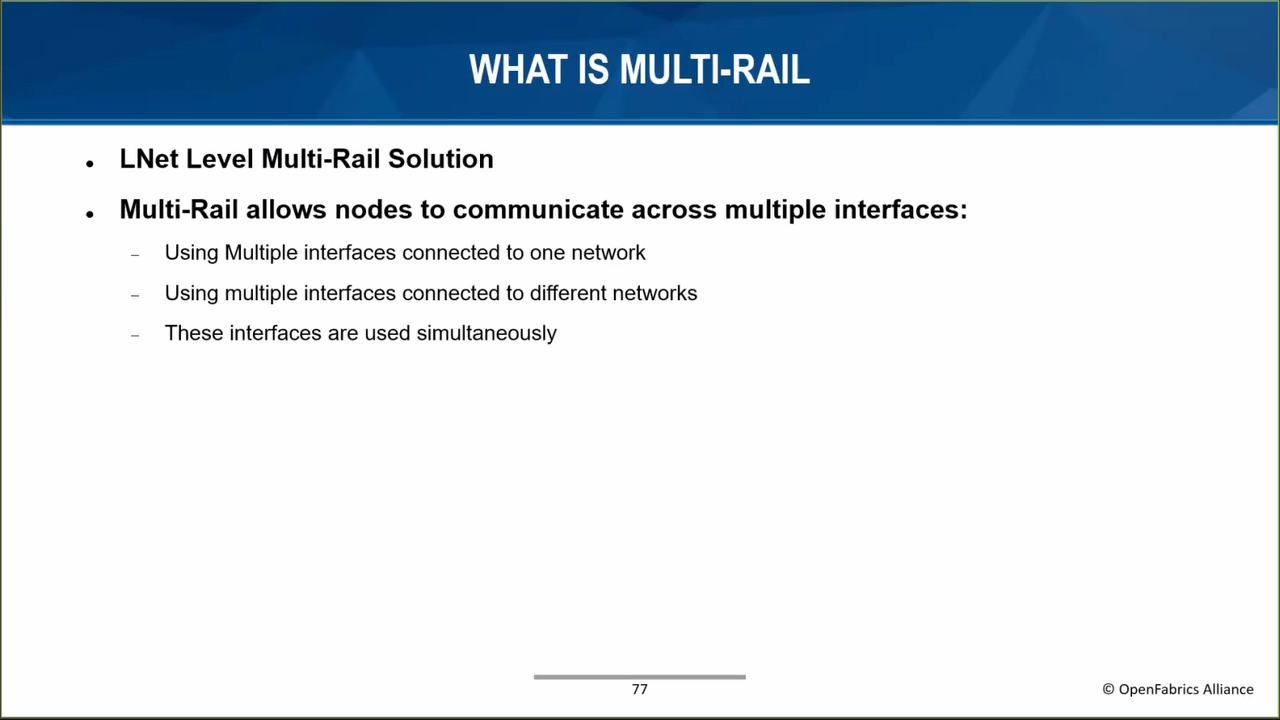 WHAT IS MULTI-RAIL
• LNet Level Multi-Rail Solution
• Multi-Rail allows nodes to communicate across multiple interfaces:
– Using Multiple interfaces connected to one network
– Using multiple interfaces connected to different networks
– These interfaces are used simultaneously
77
© OpenFabrics Alliance